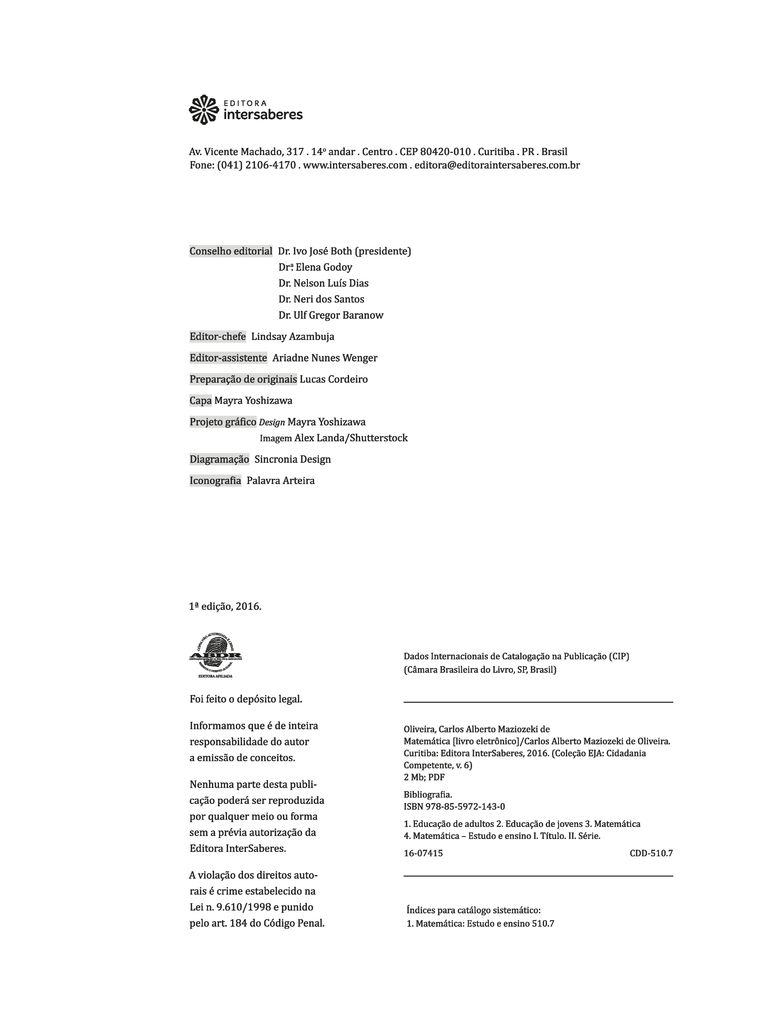 EDITORA
intersaberes
Av. Vicente Machado, 317 . 14º andar . Centro . CEP 80420-010 . Curitiba . PR . Brasil
Fone: (041) 2106-4170 . www.intersaberes.com . editora@editoraintersaberes.com.br
Conselho editorial Dr. Ivo José Both (presidente)
Drª Elena Godoy
Dr. Nelson Luís Dias
Dr. Neri dos Santos
Dr. Ulf Gregor Baranow
Editor-chefe Lindsay Azambuja
Editor-assistente Ariadne Nunes Wenger
Preparação de originais Lucas Cordeiro
Capa Mayra Yoshizawa
Projeto gráfico Design Mayra Yoshizawa
Imagem Alex Landa/Shutterstock
Diagramação Sincronia Design
Iconografia Palavra Arteira
1ª edição, 2016.
ABDR
EDITORA AFILIADA
Foi feito o depósito legal.
Informamos que é de inteira
responsabilidade do autor
a emissão de conceitos.
Nenhuma parte desta publi-
cação poderá ser reproduzida
por qualquer meio ou forma
sem a prévia autorização da
Editora InterSaberes.
A violação dos direitos auto-
rais é crime estabelecido na
Lei n. 9.610/1998 e punido
pelo art. 184 do Código Penal.
Dados Internacionais de Catalogação na Publicação (CIP)
(Câmara Brasileira do Livro, SP, Brasil)
Oliveira, Carlos Alberto Maziozeki de
Matemática [livro eletrônico]/Carlos Alberto Maziozeki de Oliveira.
Curitiba: Editora InterSaberes, 2016. (Coleção EJA: Cidadania
Competente, v. 6)
2 Mb; PDF
Bibliografia.
ISBN 978-85-5972-143-0
1. Educação de adultos 2. Educação de jovens 3. Matemática
4. Matemática – Estudo e ensino I. Título. II. Série.
16-07415 CDD-510.7
Índices para catálogo sistemático:
1. Matemática: Estudo e ensino 510.7